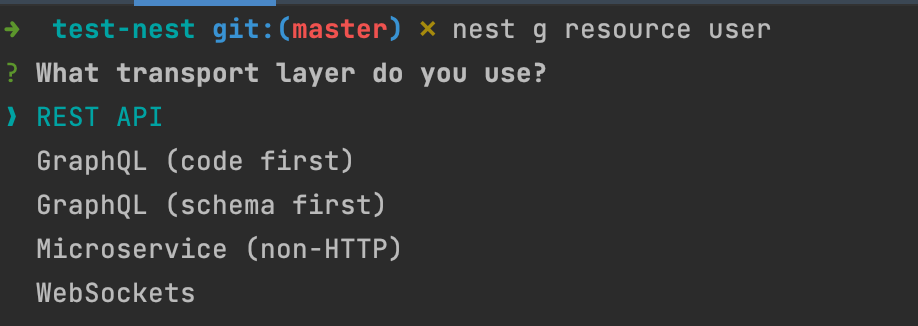 ➜ test-nest git:(master) ✗ nest g resource user
? What transport layer do you use?
❯ REST API
GraphQL (code first)
GraphQL (schema first)
Microservice (non-HTTP)
WebSockets